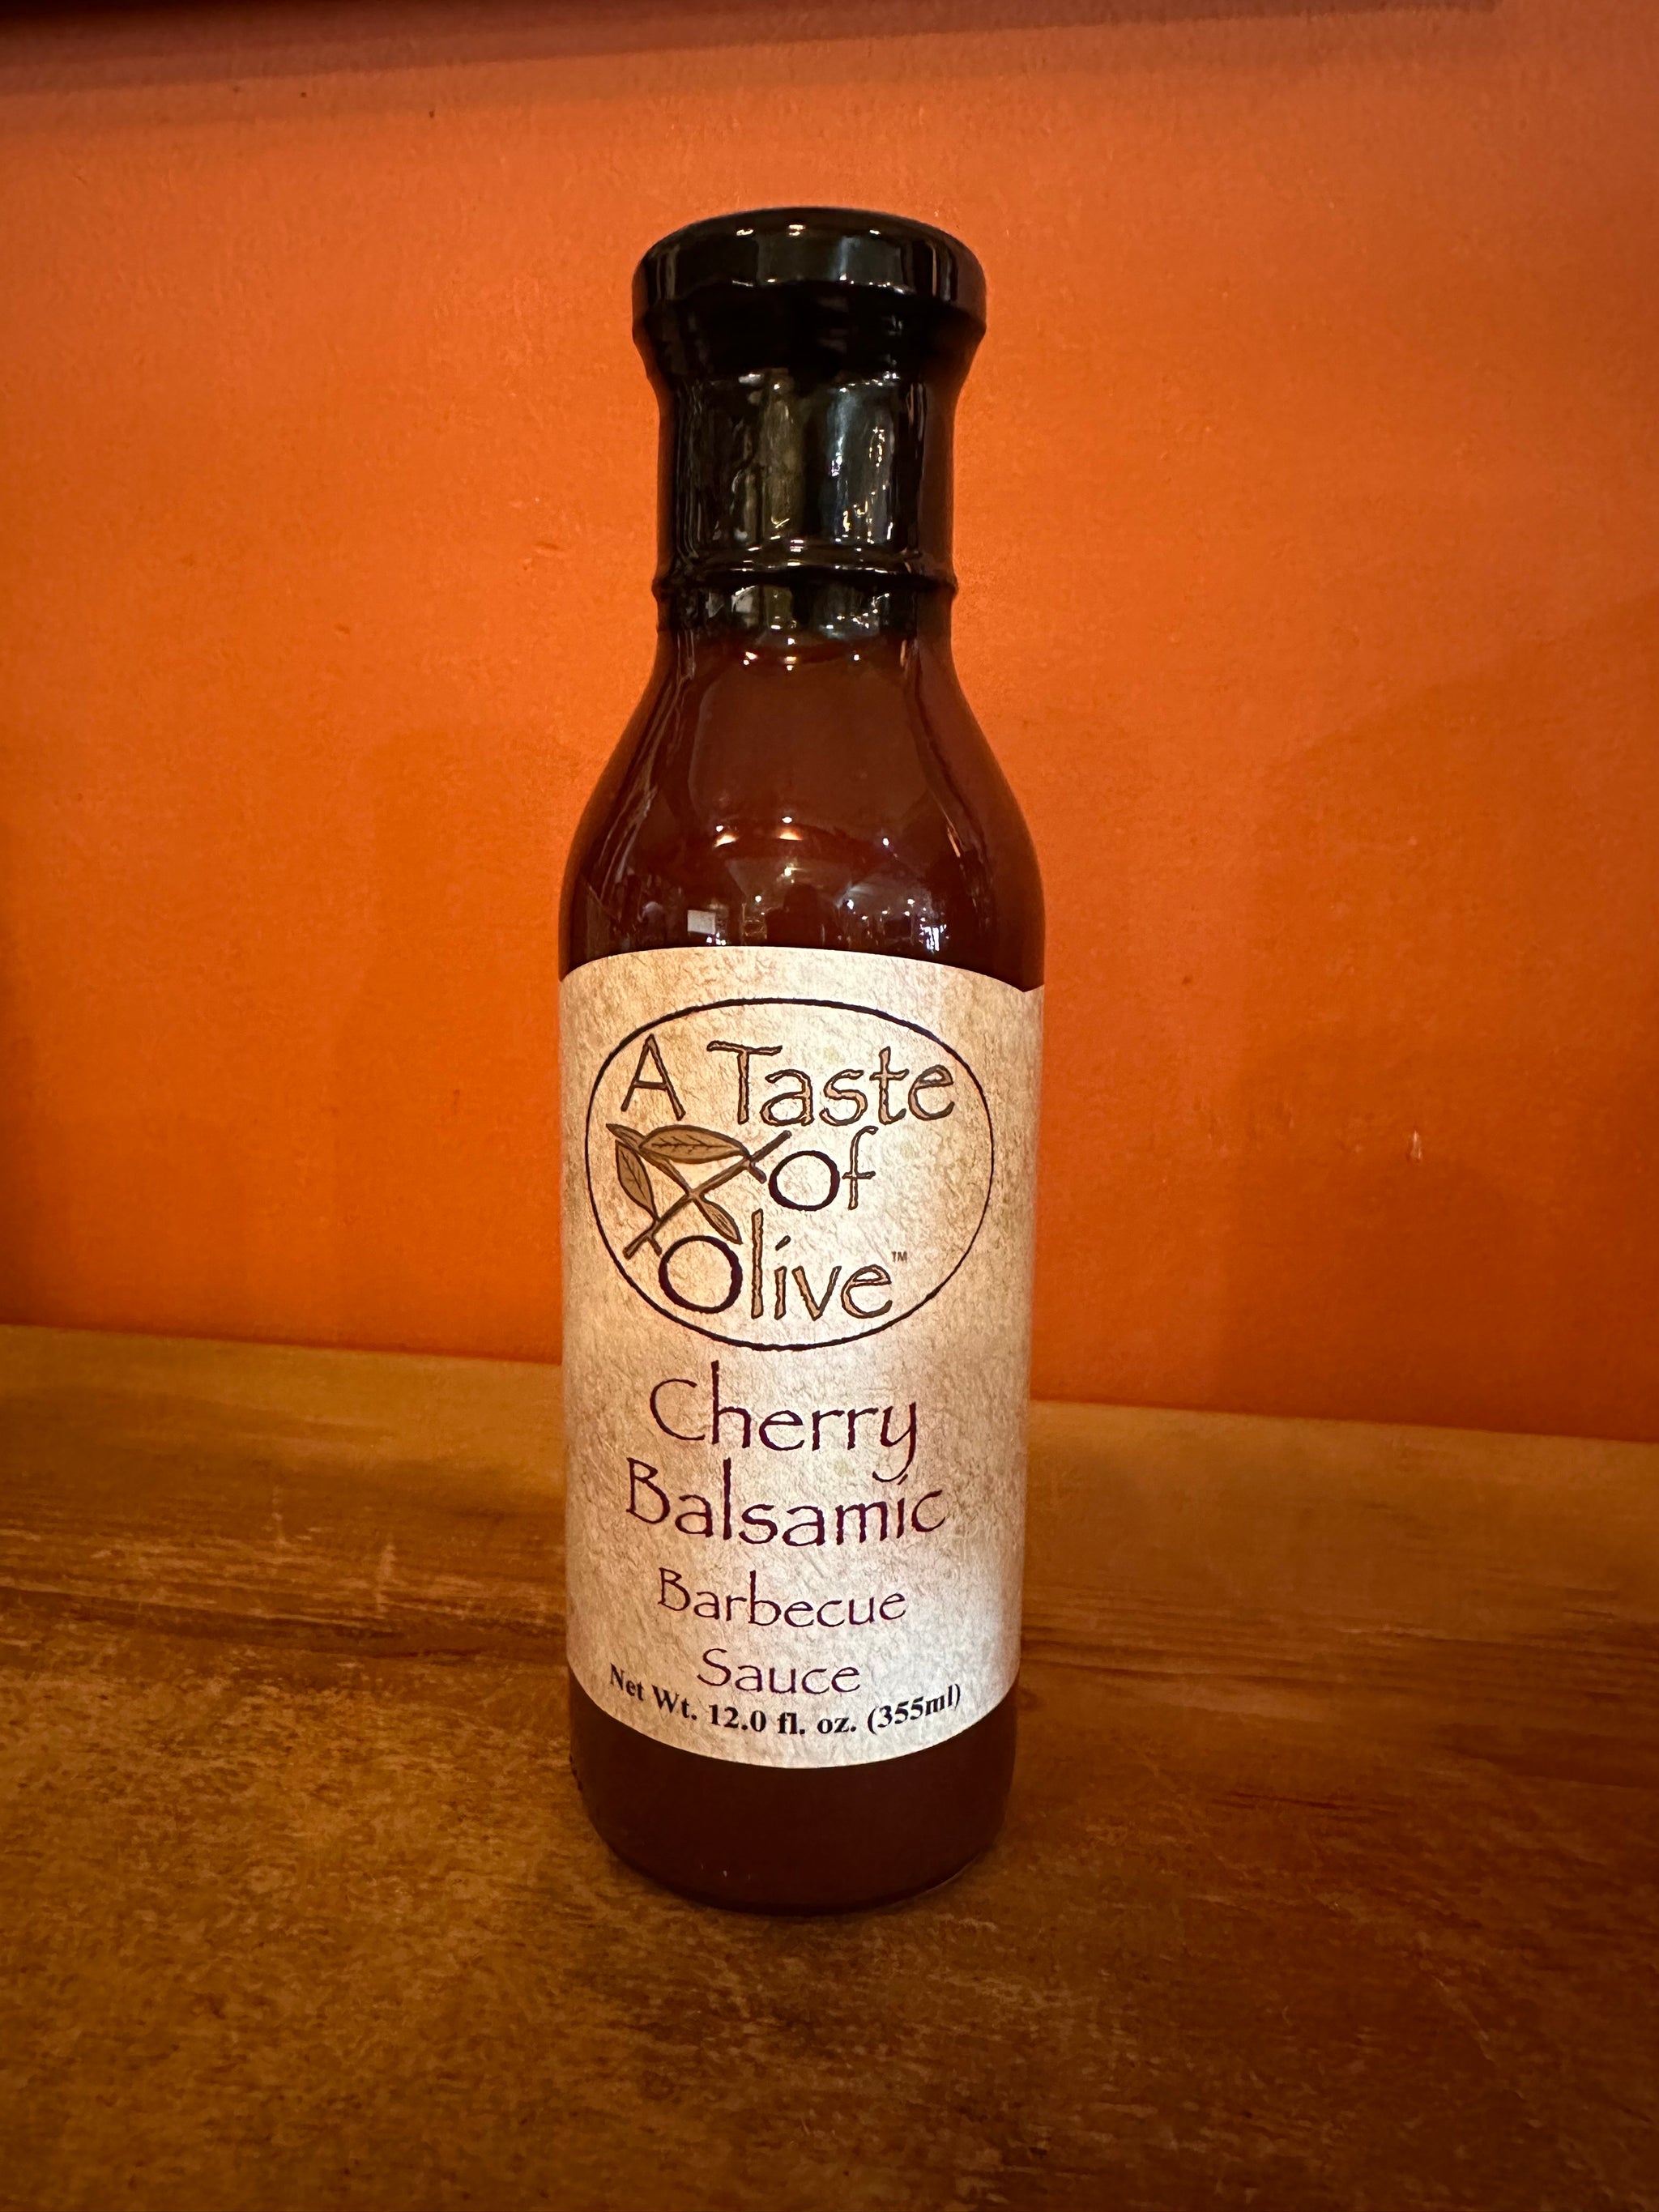 A Taste
of
Olive™
Cherry
Balsamic
Barbecue
Sauce
Net Wt. 12.0 fl. oz. (355ml)